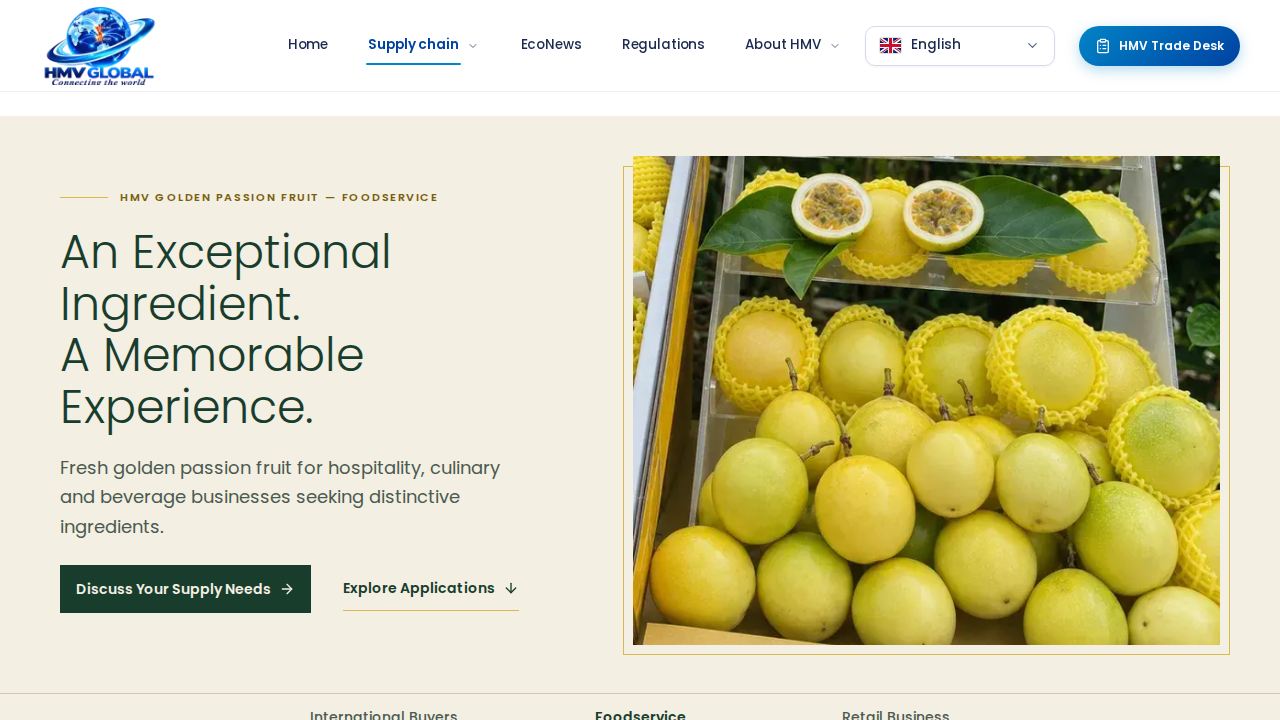 HMV GLOBAL
Connecting the world
Home
Supply chain
EcoNews
Regulations
About HMV
English
HMV Trade Desk
HMV GOLDEN PASSION FRUIT — FOODSERVICE
An Exceptional
Ingredient.
A Memorable
Experience.
Fresh golden passion fruit for hospitality, culinary
and beverage businesses seeking distinctive
ingredients.
Discuss Your Supply Needs
Explore Applications
International Buyers
Foodservice
Retail Business